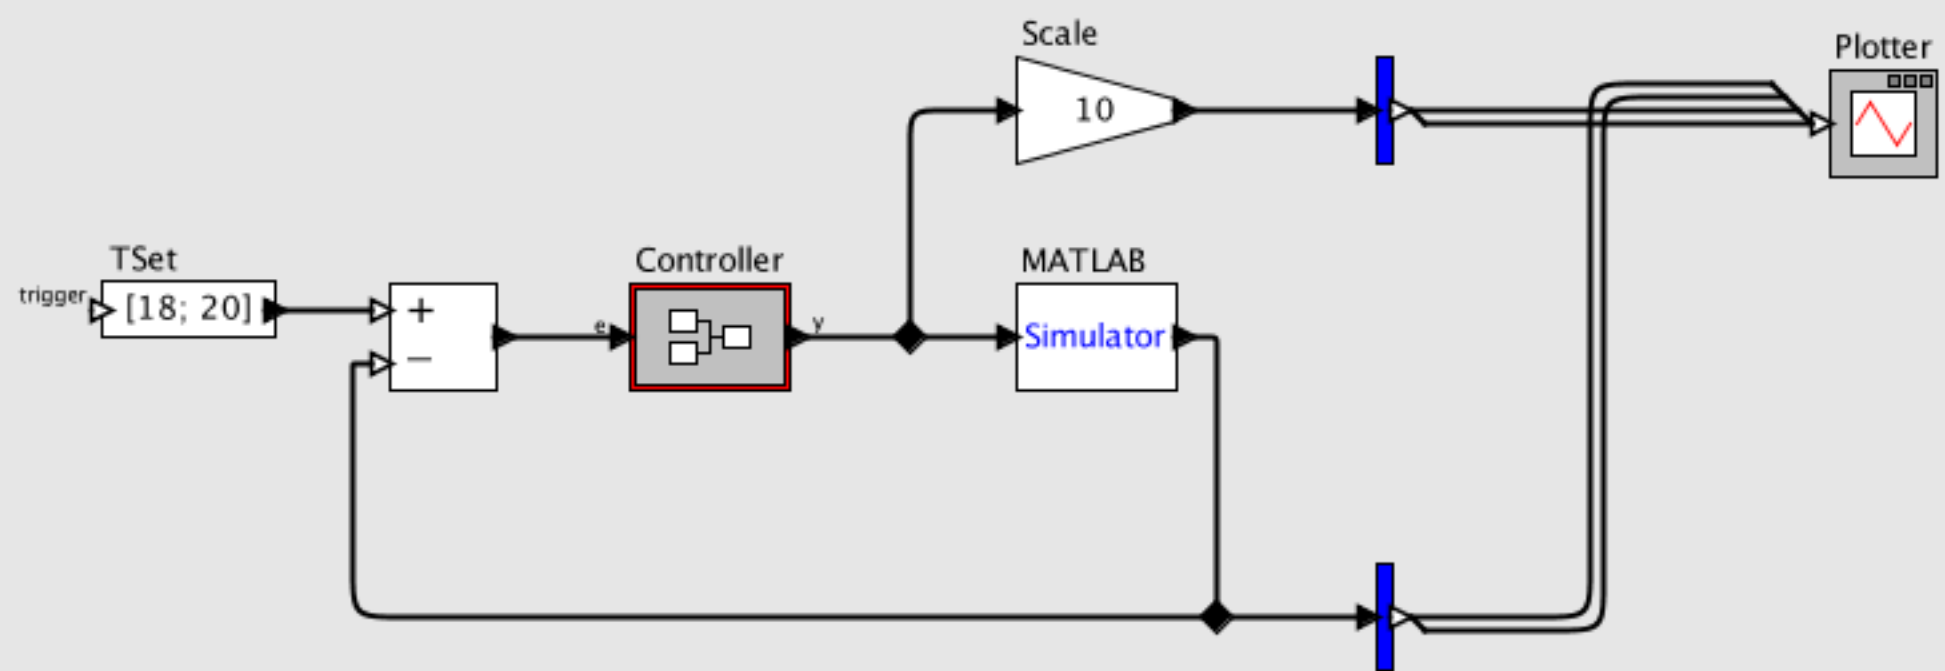 Scale
Plotter
10
TSet
Controller
MATLAB
trigger
[18; 20]
+
e
y
Simulator
−